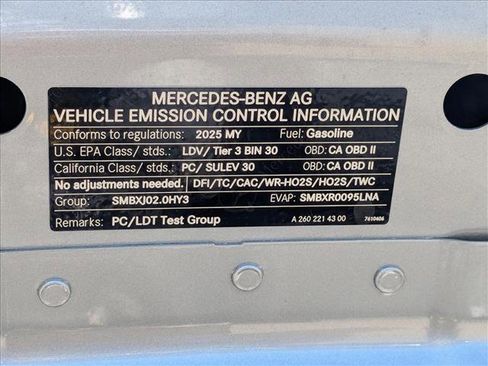 MERCEDES-BENZ AG
VEHICLE EMISSION CONTROL INFORMATION
Conforms to regulations: 2025 MY Fuel: Gasoline
U.S. EPA Class/ stds.: LDV/ Tier 3 BIN 30 OBD: CA OBD II
California Class/ stds.: PC/ SULEV 30 OBD: CA OBD II
No adjustments needed. DFI/TC/CAC/WR-HO2S/HO2S/TWC
Group: SMBXJ02.0HY3 EVAP: SMBXR0095LNA
Remarks: PC/LDT Test Group A 260 221 43 00 7610606